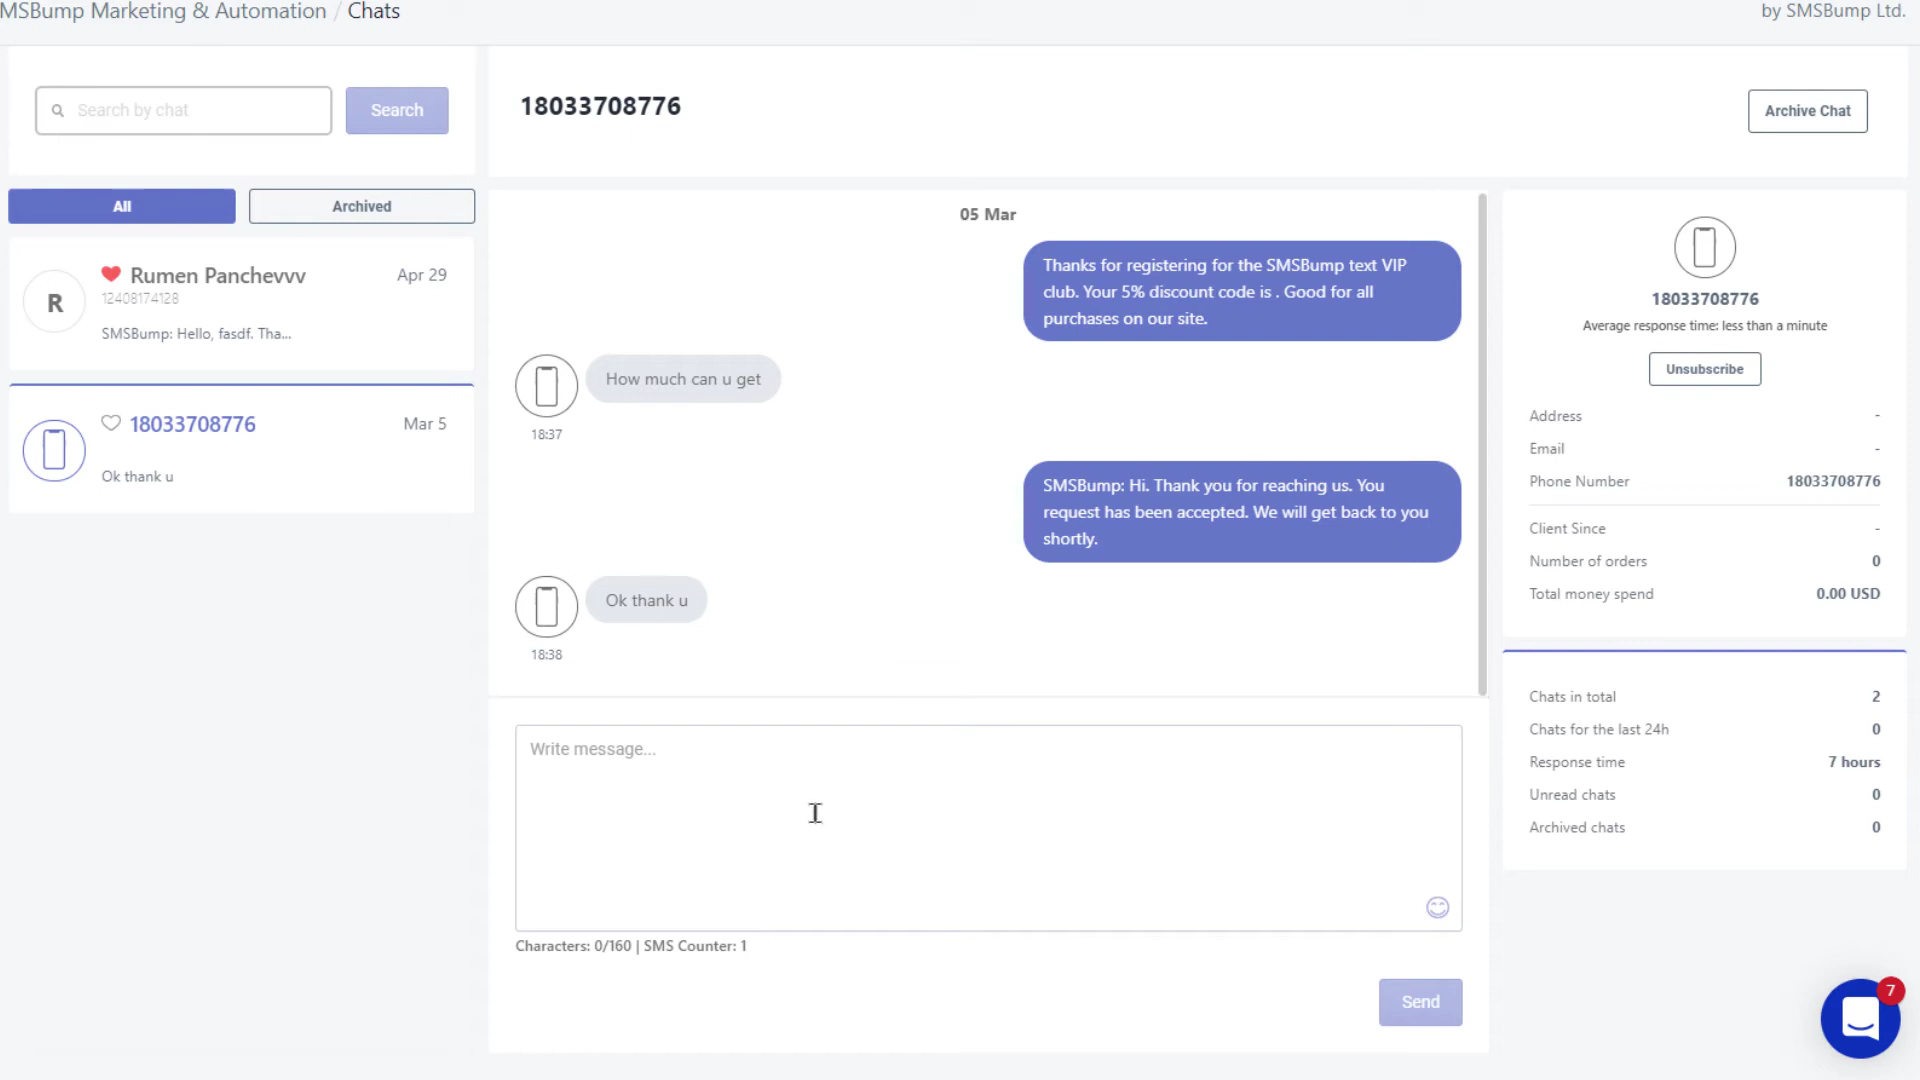 MSBump Marketing & Automation / Chats
by SMSBump Ltd.
Search by chat
Search
18033708776
Archive Chat
All
Archived
R
Rumen Panchevvv
Apr 29
12408174128
SMSBump: Hello, fasdf. Tha...
18033708776
Mar 5
Ok thank u
05 Mar
Thanks for registering for the SMSBump text VIP
club. Your 5% discount code is . Good for all
purchases on our site.
How much can u get
18:37
SMSBump: Hi. Thank you for reaching us. You
request has been accepted. We will get back to you
shortly.
Ok thank u
18:38
Write message...
Characters: 0/160 | SMS Counter: 1
Send
18033708776
Average response time: less than a minute
Unsubscribe
Address -
Email -
Phone Number 18033708776
Client Since -
Number of orders 0
Total money spend 0.00 USD
Chats in total 2
Chats for the last 24h 0
Response time 7 hours
Unread chats 0
Archived chats 0
7